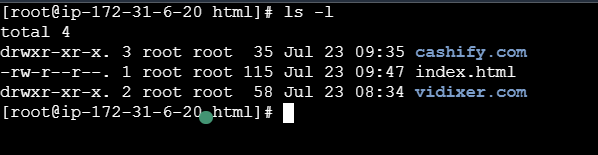 [root@ip-172-31-6-20 html]# ls -l
total 4
drwxr-xr-x. 3 root root  35 Jul 23 09:35 cashify.com
-rw-r--r--. 1 root root 115 Jul 23 09:47 index.html
drwxr-xr-x. 2 root root  58 Jul 23 08:34 vidixer.com
[root@ip-172-31-6-20 html]#